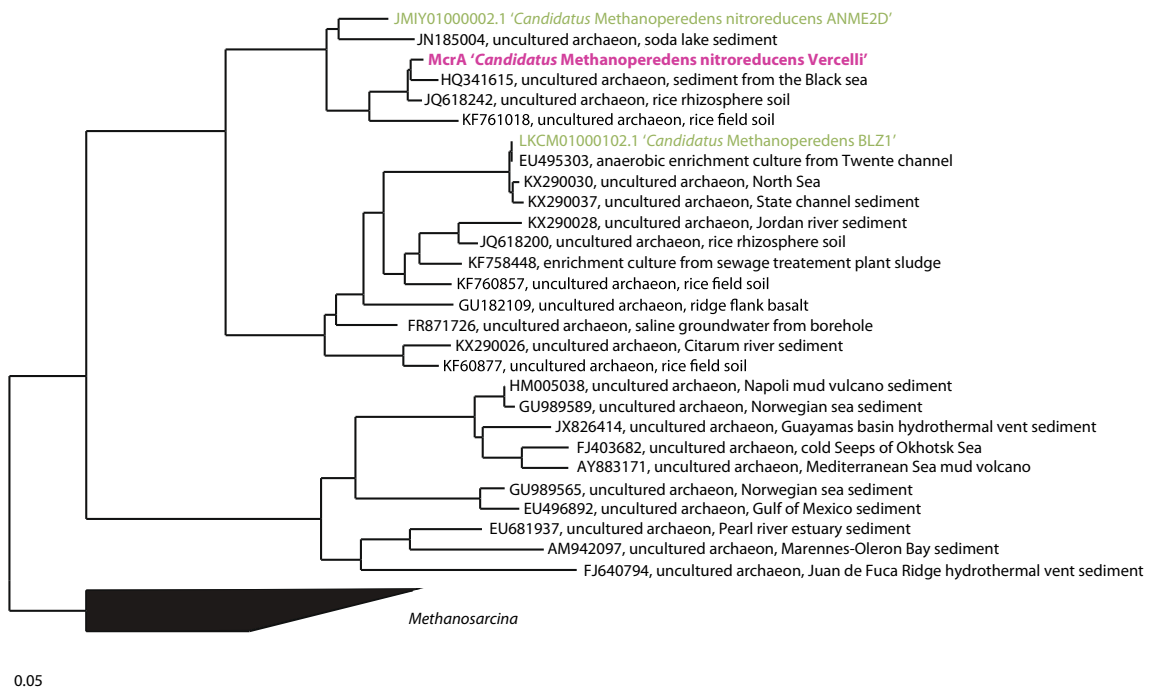 JMIY01000002.1 ‘Candidatus Methanoperedens nitroreducens ANME2D’
JN185004, uncultured archaeon, soda lake sediment
McrA ‘Candidatus Methanoperedens nitroreducens Vercelli’
HQ341615, uncultured archaeon, sediment from the Black sea
JQ618242, uncultured archaeon, rice rhizosphere soil
KF761018, uncultured archaeon, rice field soil
LKCM01000102.1 ‘Candidatus Methanoperedens BLZ1’
EU495303, anaerobic enrichment culture from Twente channel
KX290030, uncultured archaeon, North Sea
KX290037, uncultured archaeon, State channel sediment
KX290028, uncultured archaeon, Jordan river sediment
JQ618200, uncultured archaeon, rice rhizosphere soil
KF758448, enrichment culture from sewage treatement plant sludge
KF760857, uncultured archaeon, rice field soil
GU182109, uncultured archaeon, ridge flank basalt
FR871726, uncultured archaeon, saline groundwater from borehole
KX290026, uncultured archaeon, Citarum river sediment
KF60877, uncultured archaeon, rice field soil
HM005038, uncultured archaeon, Napoli mud vulcano sediment
GU989589, uncultured archaeon, Norwegian sea sediment
JX826414, uncultured archaeon, Guayamas basin hydrothermal vent sediment
FJ403682, uncultured archaeon, cold Seeps of Okhotsk Sea
AY883171, uncultured archaeon, Mediterranean Sea mud volcano
GU989565, uncultured archaeon, Norwegian sea sediment
EU496892, uncultured archaeon, Gulf of Mexico sediment
EU681937, uncultured archaeon, Pearl river estuary sediment
AM942097, uncultured archaeon, Marennes-Oleron Bay sediment
FJ640794, uncultured archaeon, Juan de Fuca Ridge hydrothermal vent sediment
Methanosarcina
0.05